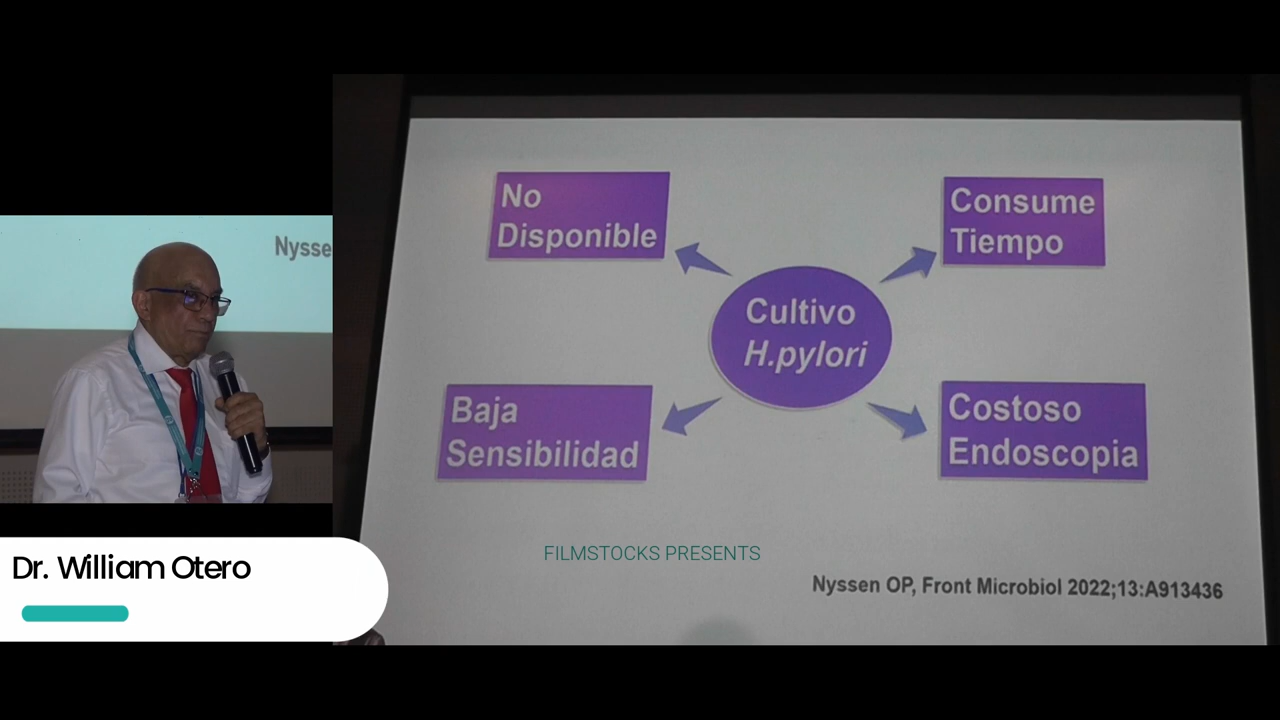 Nysse
Dr. William Otero
No
Disponible
Consume
Tiempo
Cultivo
H.pylori
Baja
Sensibilidad
Costoso
Endoscopia
FILMSTOCKS PRESENTS
Nyssen OP, Front Microbiol 2022;13:A913436